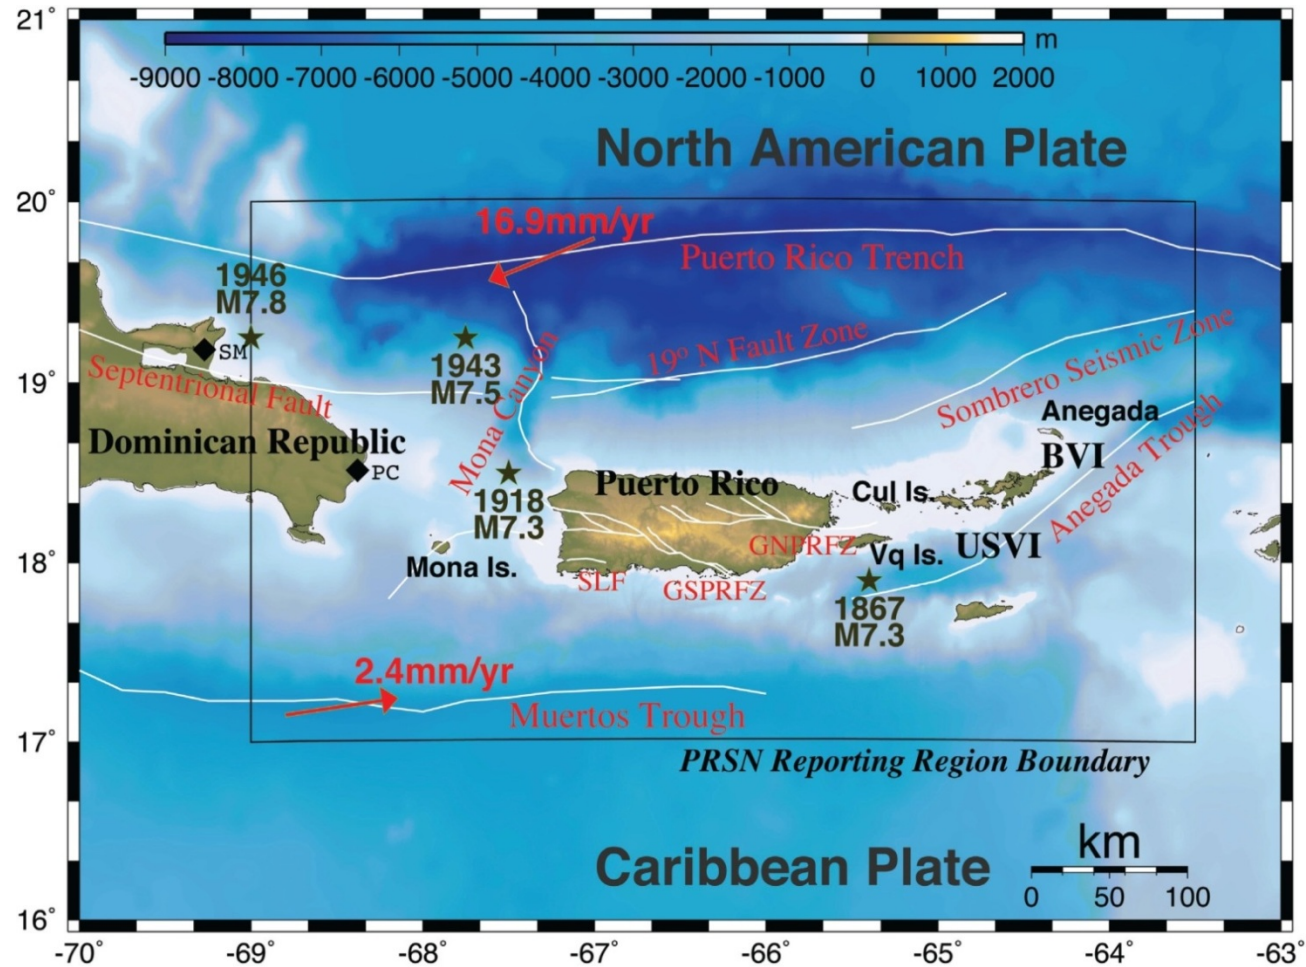 21°
-9000 -8000 -7000 -6000 -5000 -4000 -3000 -2000 -1000 0 1000 2000
m
North American Plate
20°
16.9mm/yr
Puerto Rico Trench
1946
M7.8
SM
1943
M7.5
19° N Fault Zone
Sombrero Seismic Zone
19°
Septentrional Fault
Mona Canyon
Anegada
BVI
Anegada Trough
Dominican Republic
PC
1918
M7.3
Puerto Rico
Cul Is.
18°
Mona Is.
SLF
GSPRFZ
GNPRFZ
Vq Is.
USVI
1867
M7.3
2.4mm/yr
Muertos Trough
17°
PRSN Reporting Region Boundary
Caribbean Plate
km
0 50 100
16°
-70° -69° -68° -67° -66° -65° -64° -63°